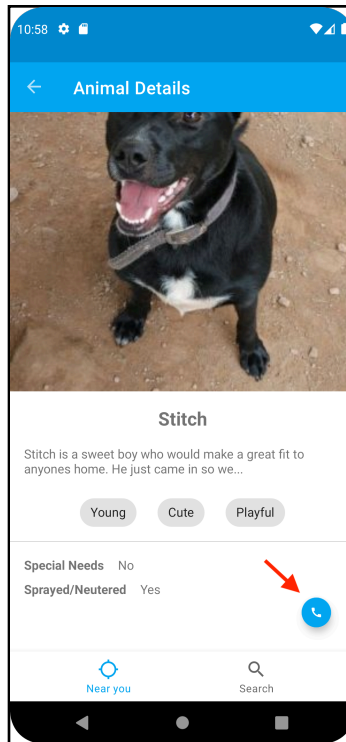 10:58
Animal Details
Stitch
Stitch is a sweet boy who would make a great fit to
anyones home. He just came in so we...
Young Cute Playful
Special Needs No
Sprayed/Neutered Yes
Near you Search